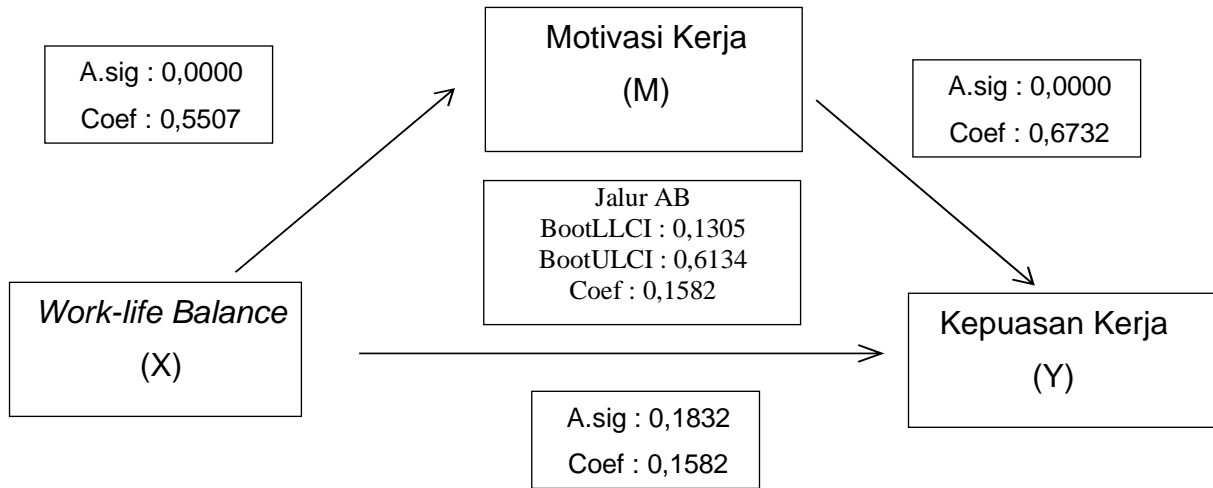 Motivasi Kerja
(M)
A.sig : 0,0000
Coef : 0,5507
A.sig : 0,0000
Coef : 0,6732
Jalur AB
BootLLCI : 0,1305
BootULCI : 0,6134
Coef : 0,1582
Work-life Balance
(X)
Kepuasan Kerja
(Y)
A.sig : 0,1832
Coef : 0,1582